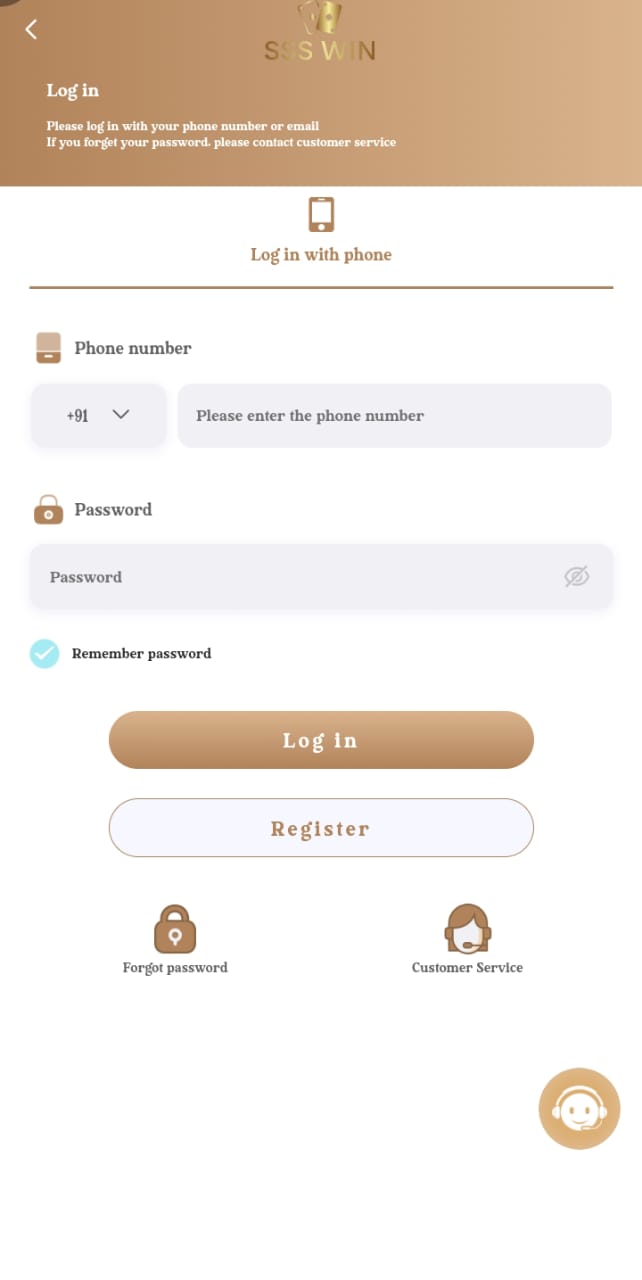 SSS WIN
Log in
Please log in with your phone number or email
If you forget your password, please contact customer service
Log in with phone
Phone number
+91 Please enter the phone number
Password
Password
Remember password
Log in
Register
Forgot password Customer Service